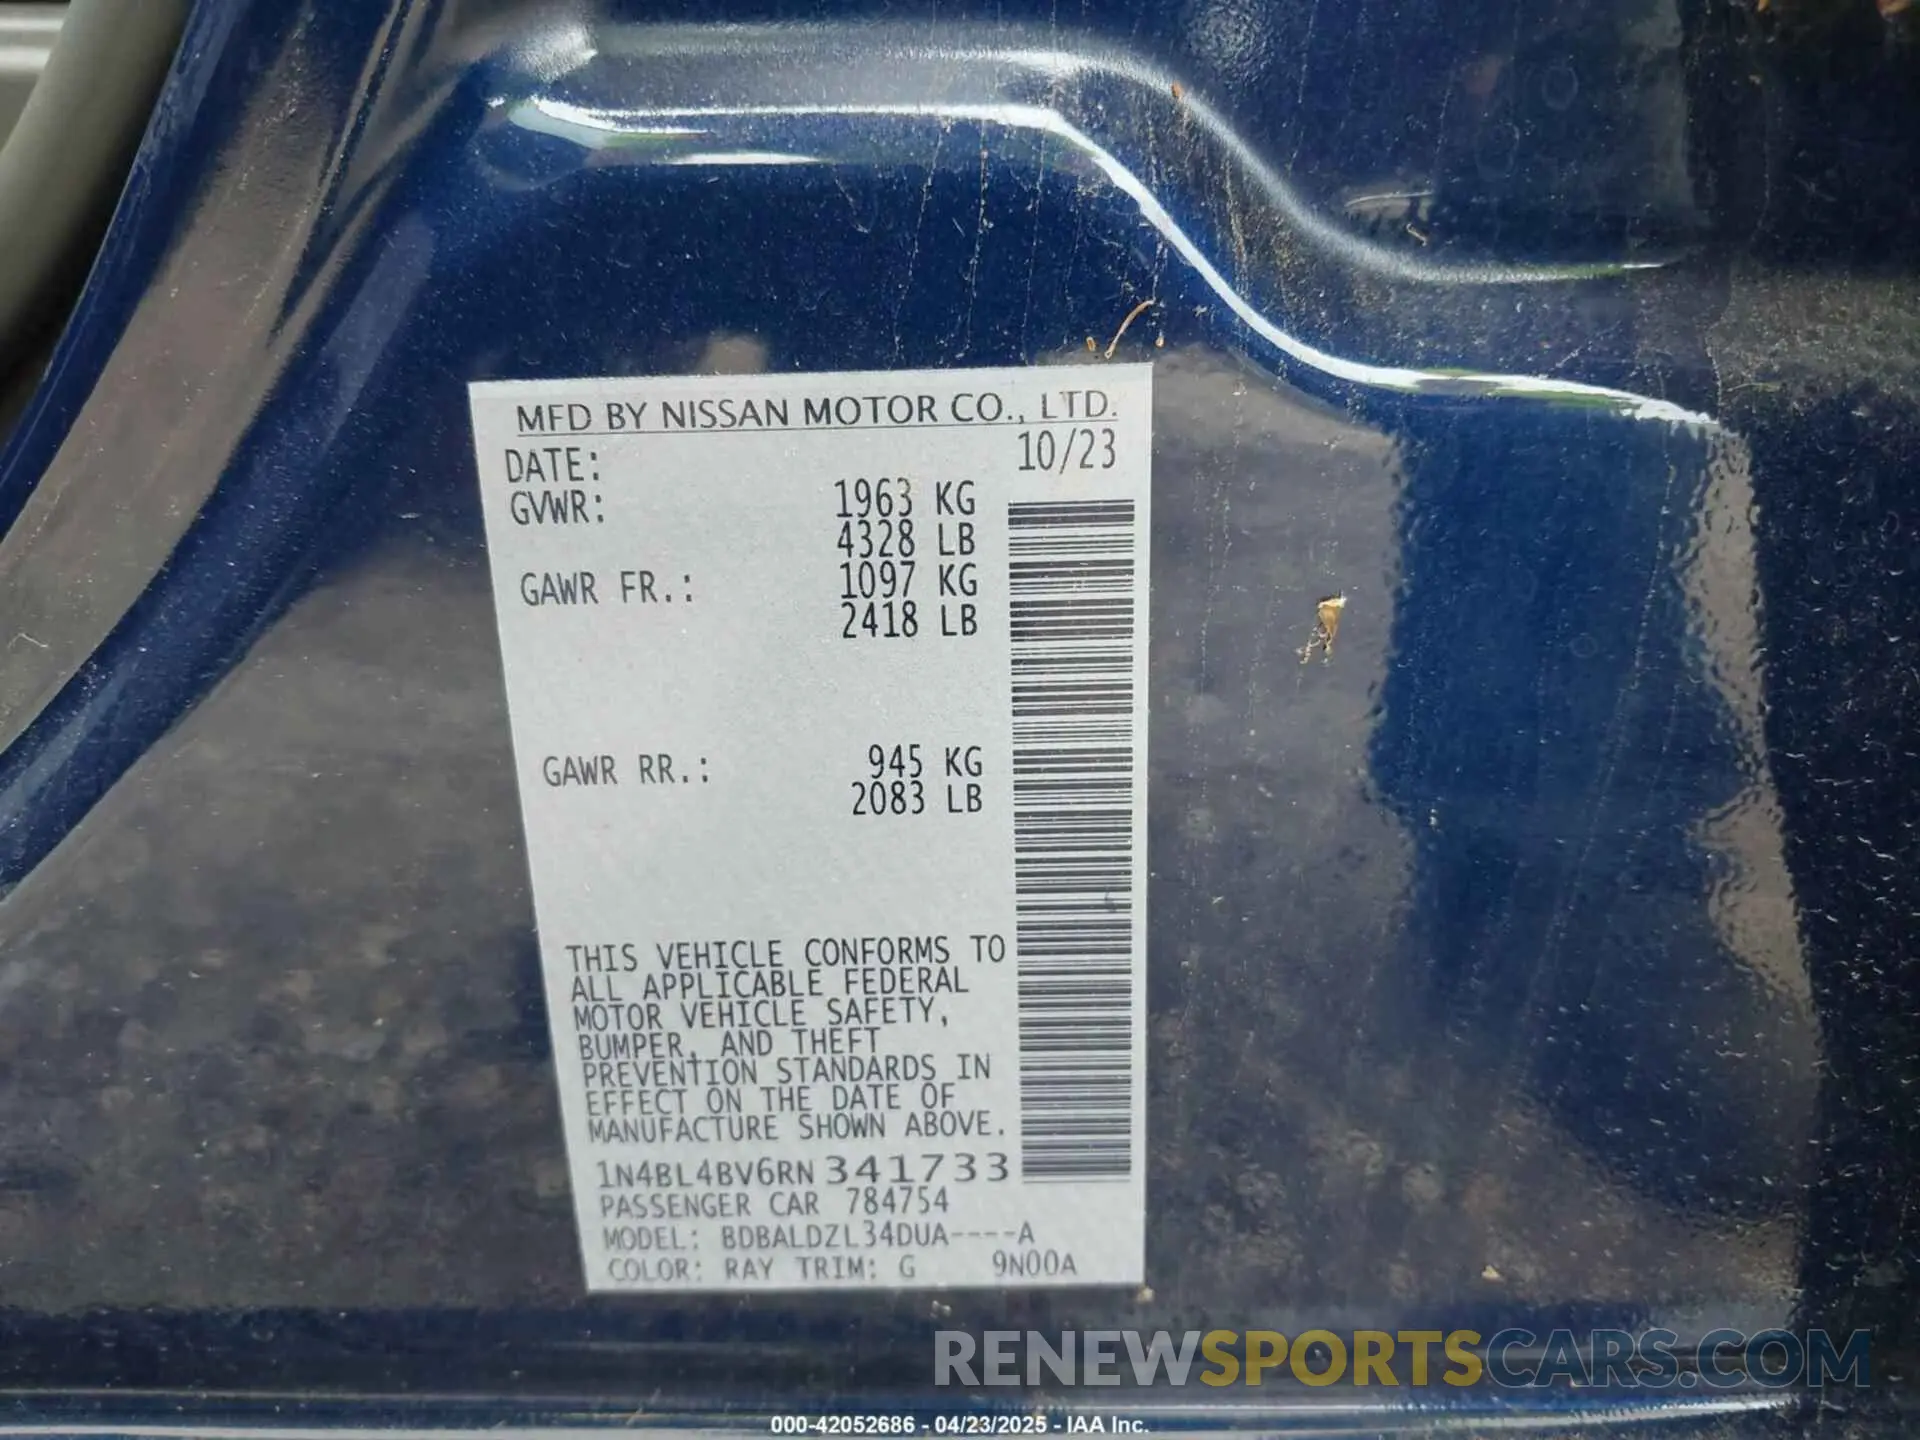 MFD BY NISSAN MOTOR CO., LTD.
DATE: 10/23
GVWR: 1963 KG
4328 LB
GAWR FR.: 1097 KG
2418 LB
GAWR RR.: 945 KG
2083 LB
THIS VEHICLE CONFORMS TO
ALL APPLICABLE FEDERAL
MOTOR VEHICLE SAFETY,
BUMPER, AND THEFT
PREVENTION STANDARDS IN
EFFECT ON THE DATE OF
MANUFACTURE SHOWN ABOVE.
1N4BL4BV6RN341733
PASSENGER CAR 784754
MODEL: BDBALDZL34DUA----A
COLOR: RAY TRIM: G 9N00A
RENEWSPORTSCARS.COM
000-42052686 - 04/23/2025 - IAA Inc.